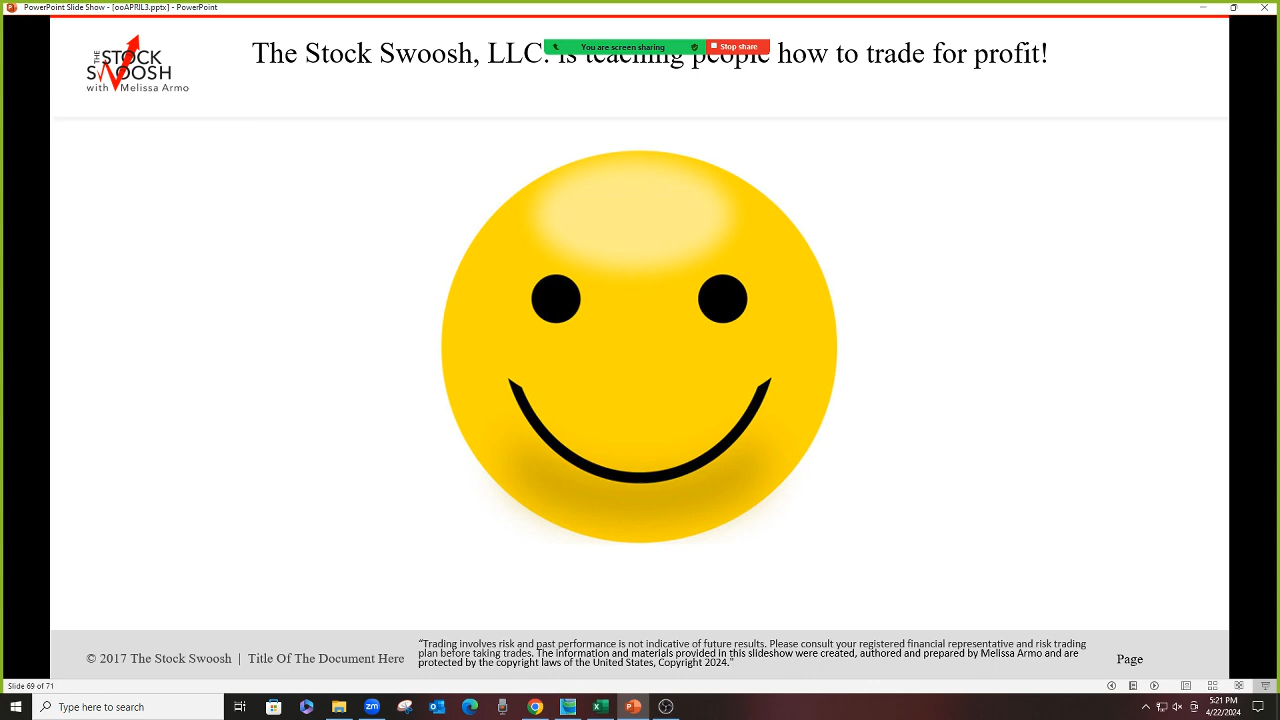 PowerPoint Slide Show - [ooAPRIL3.pptx] - PowerPoint
You are screen sharing
Stop share
THE
STOCK
SWOOSH
with Melissa Armo
The Stock Swoosh, LLC. is teaching people how to trade for profit!
© 2017 The Stock Swoosh | Title Of The Document Here
"Trading involves risk and past performance is not indicative of future results. Please consult your registered financial representative and risk trading
plan before taking trades. The information and materials provided in this slideshow were created, authored and prepared by Melissa Armo and are
protected by the copyright laws of the United States, Copyright 2024."
Page
Slide 69 of 71
Type here to search
5:21 PM
4/22/2024